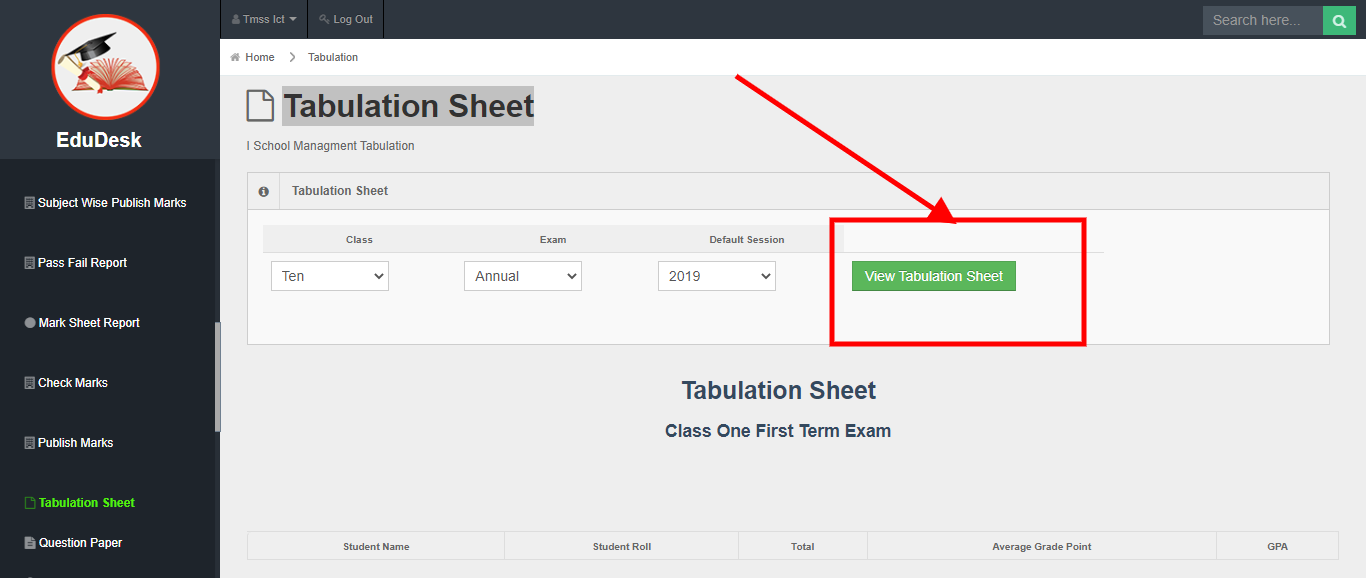 Tmss Ict
Log Out
Search here...
EduDesk
Home
Tabulation
Tabulation Sheet
I School Managment Tabulation
Subject Wise Publish Marks
Pass Fail Report
Mark Sheet Report
Check Marks
Publish Marks
Tabulation Sheet
Question Paper
Tabulation Sheet
Class Exam Default Session
Ten Annual 2019 View Tabulation Sheet
Tabulation Sheet
Class One First Term Exam
Student Name Student Roll Total Average Grade Point GPA